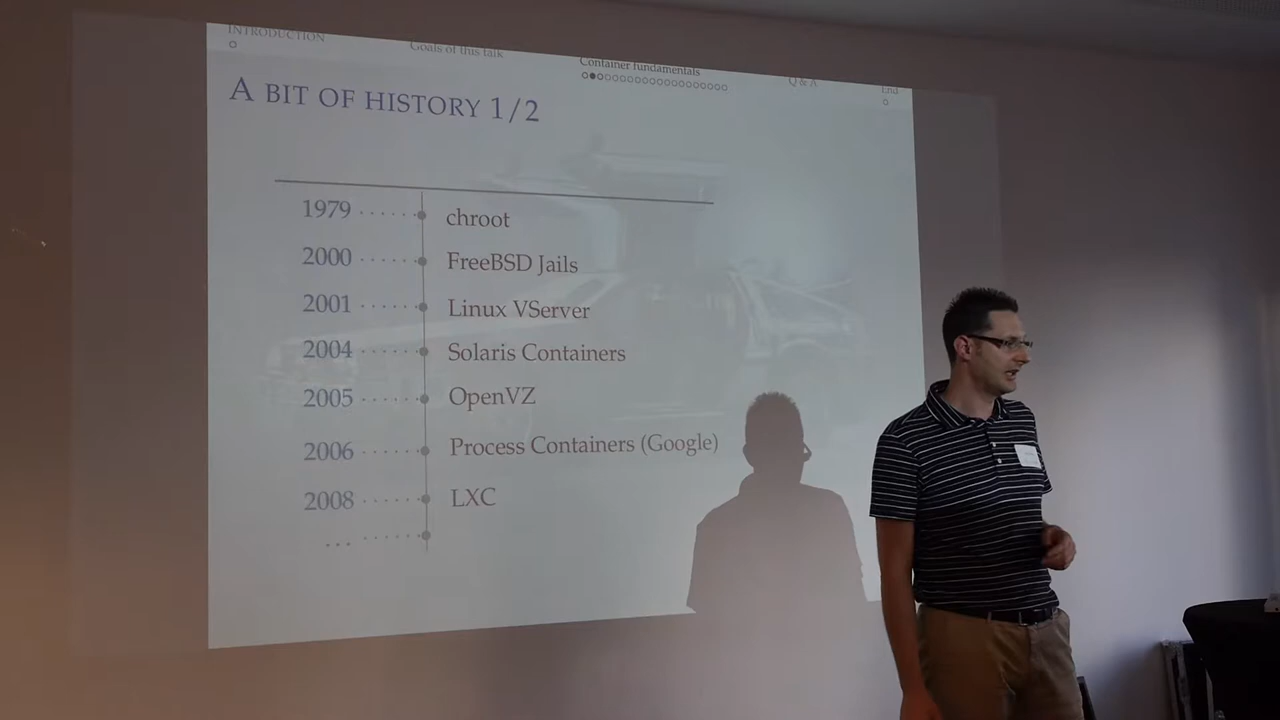 INTRODUCTION
Goals of this talk
Container fundamentals
Q & A
End
A BIT OF HISTORY 1/2
1979 ...... chroot
2000 ...... FreeBSD Jails
2001 ...... Linux VServer
2004 ...... Solaris Containers
2005 ...... OpenVZ
2006 ...... Process Containers (Google)
2008 ...... LXC
... ......